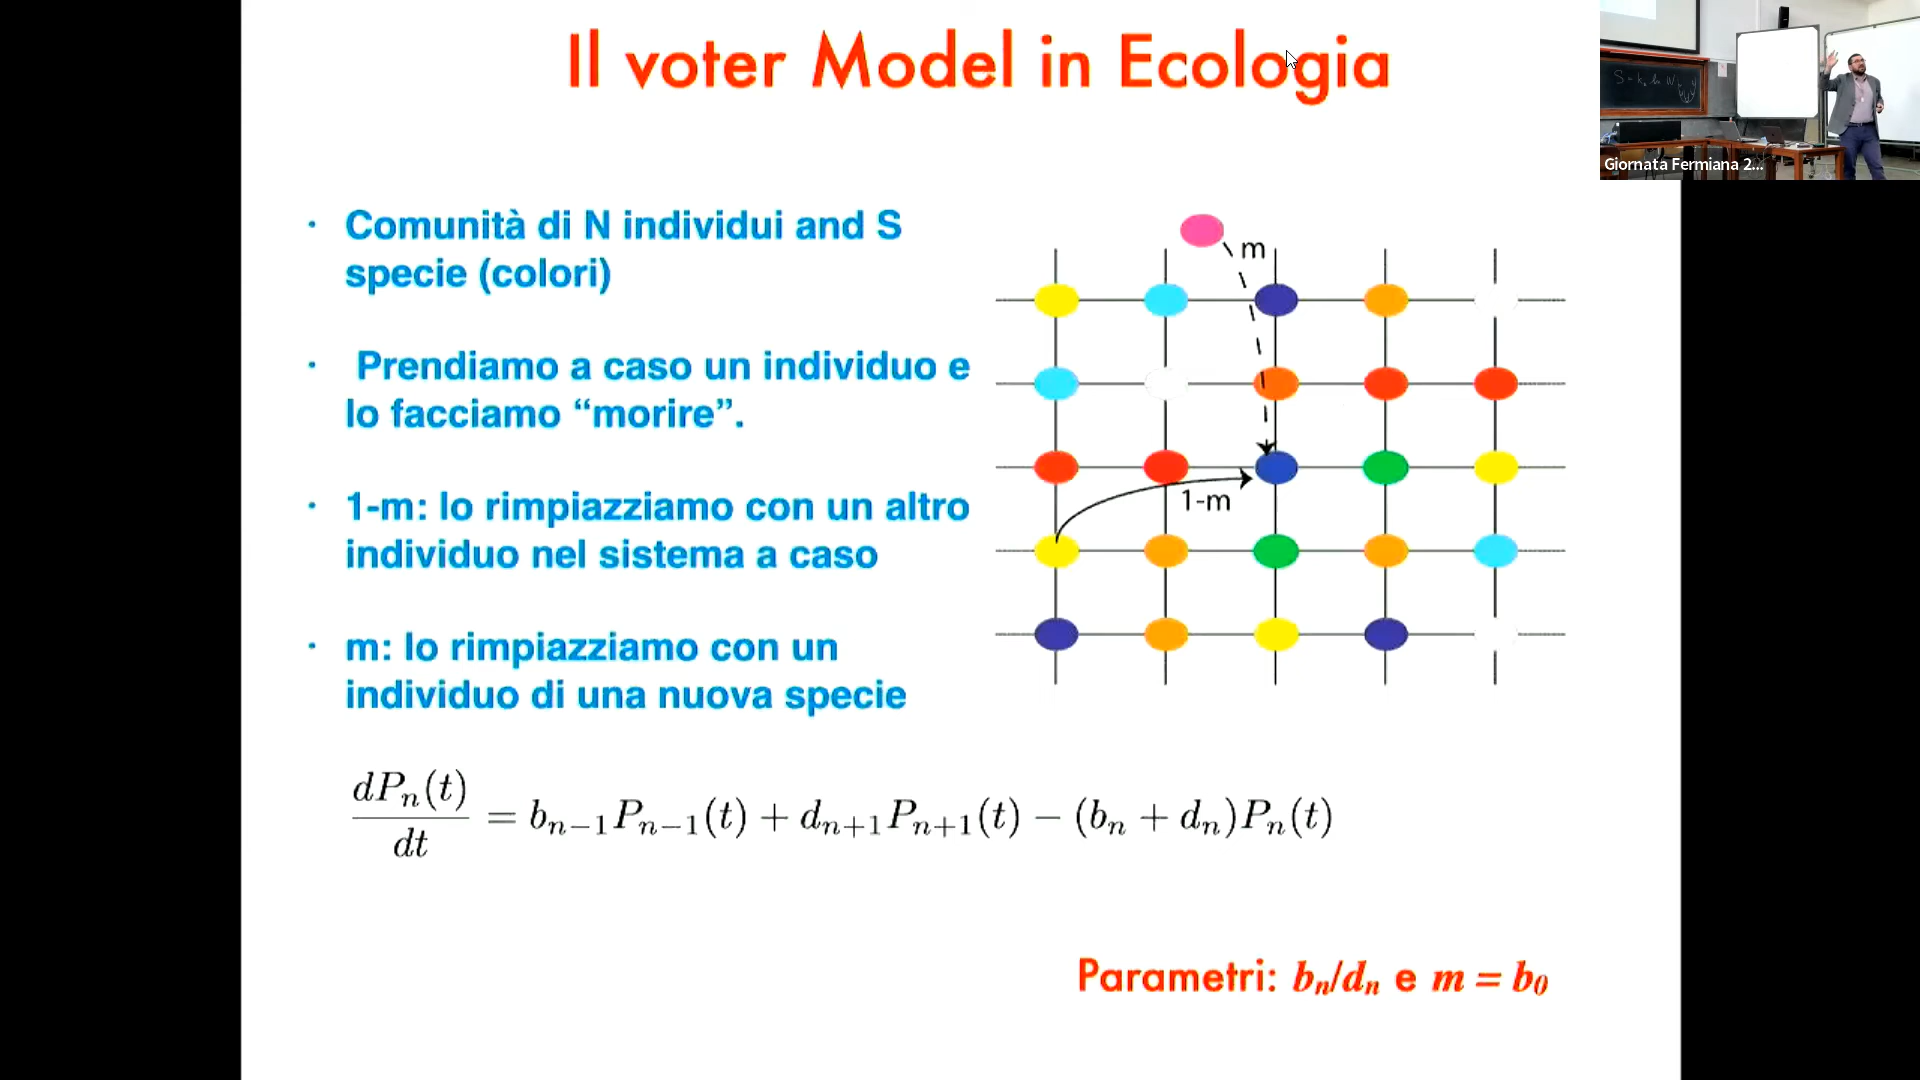 Il voter Model in Ecologia
· Comunità di N individui and S
specie (colori)
· Prendiamo a caso un individuo e
lo facciamo “morire”.
· 1-m: lo rimpiazziamo con un altro
individuo nel sistema a caso
· m: lo rimpiazziamo con un
individuo di una nuova specie
m
1-m
dP_n(t)/dt = b_{n-1}P_{n-1}(t) + d_{n+1}P_{n+1}(t) − (b_n + d_n)P_n(t)
Parametri: b_n/d_n e m = b_0
Giornata Fermiana 2...